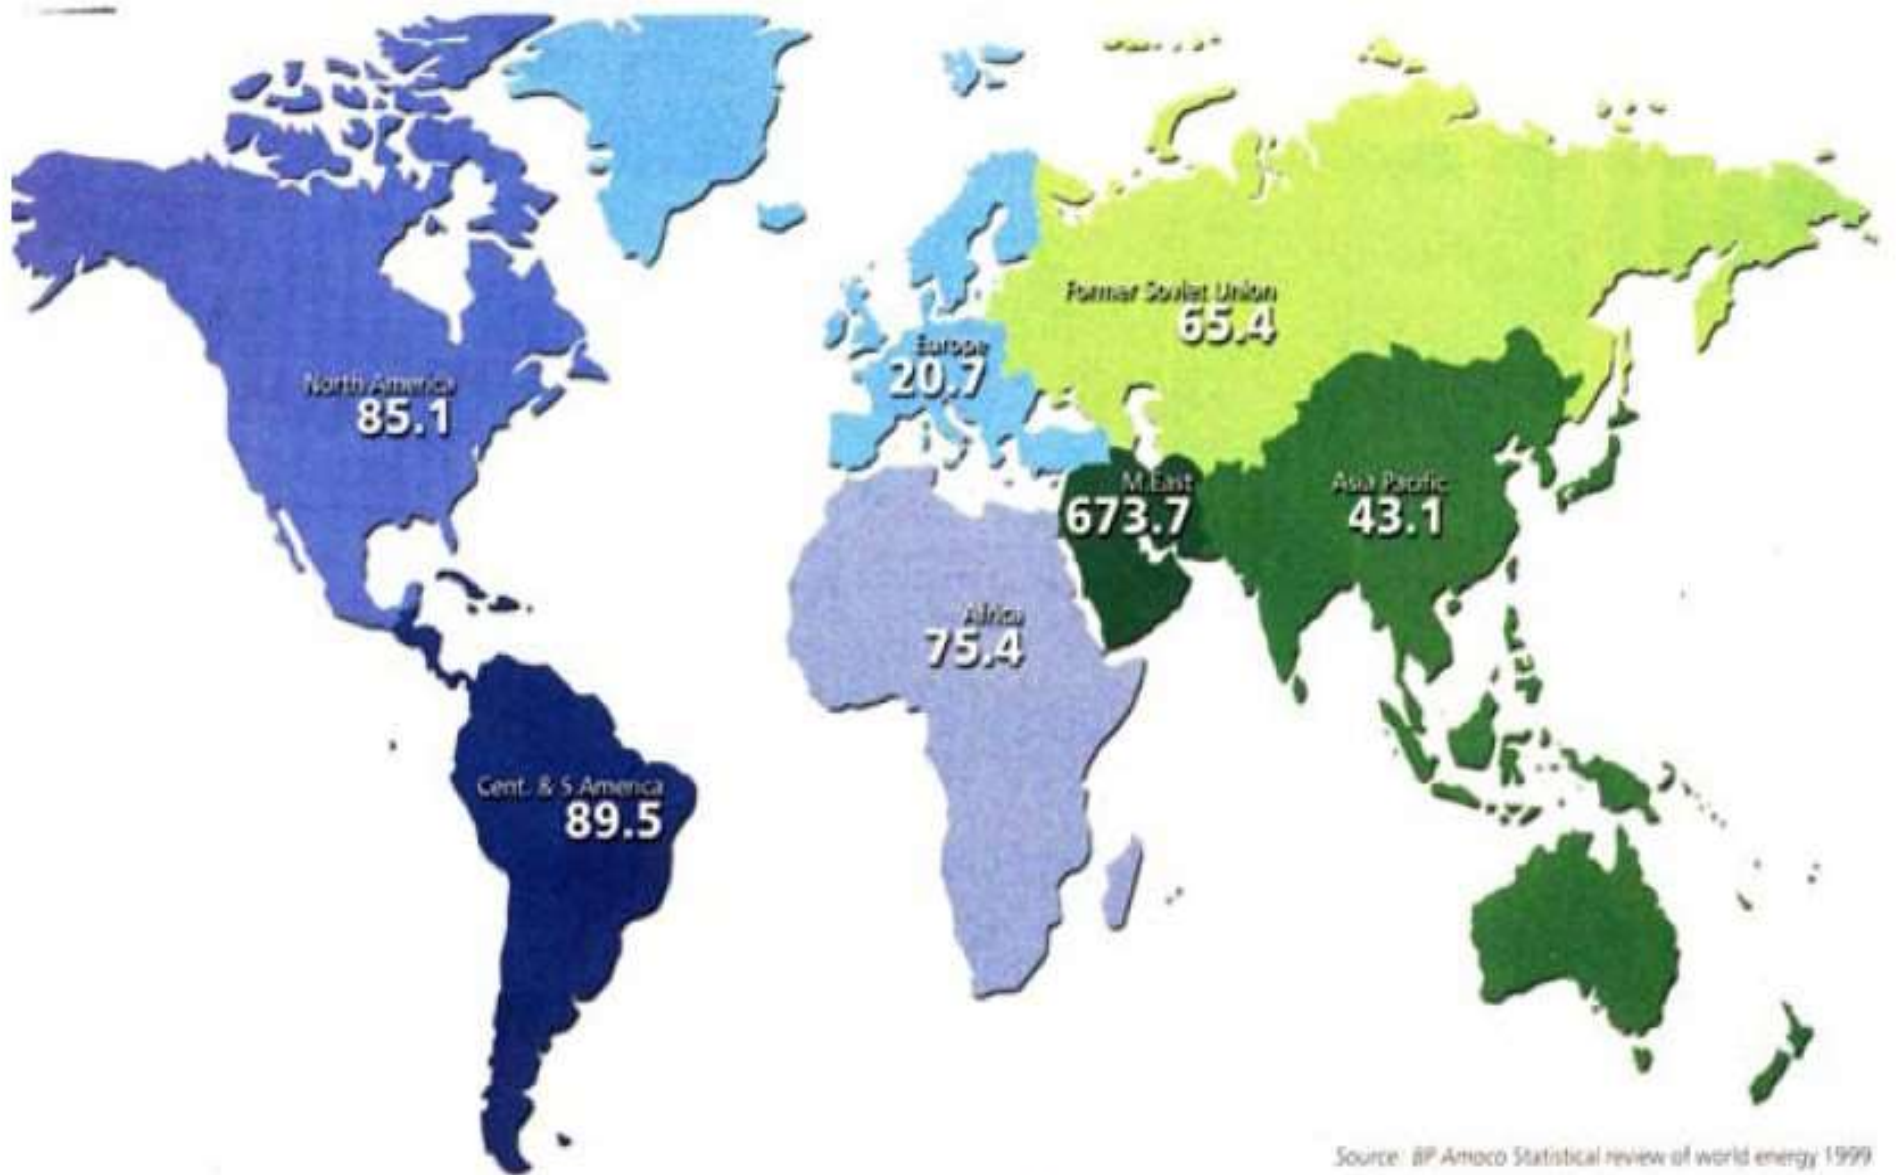 Former Soviet Union
65.4
Europe
20.7
North America
85.1
M.East
673.7
Asia Pacific
43.1
Africa
75.4
Cent. & S.America
89.5
Source: BP Amoco Statistical review of world energy 1999